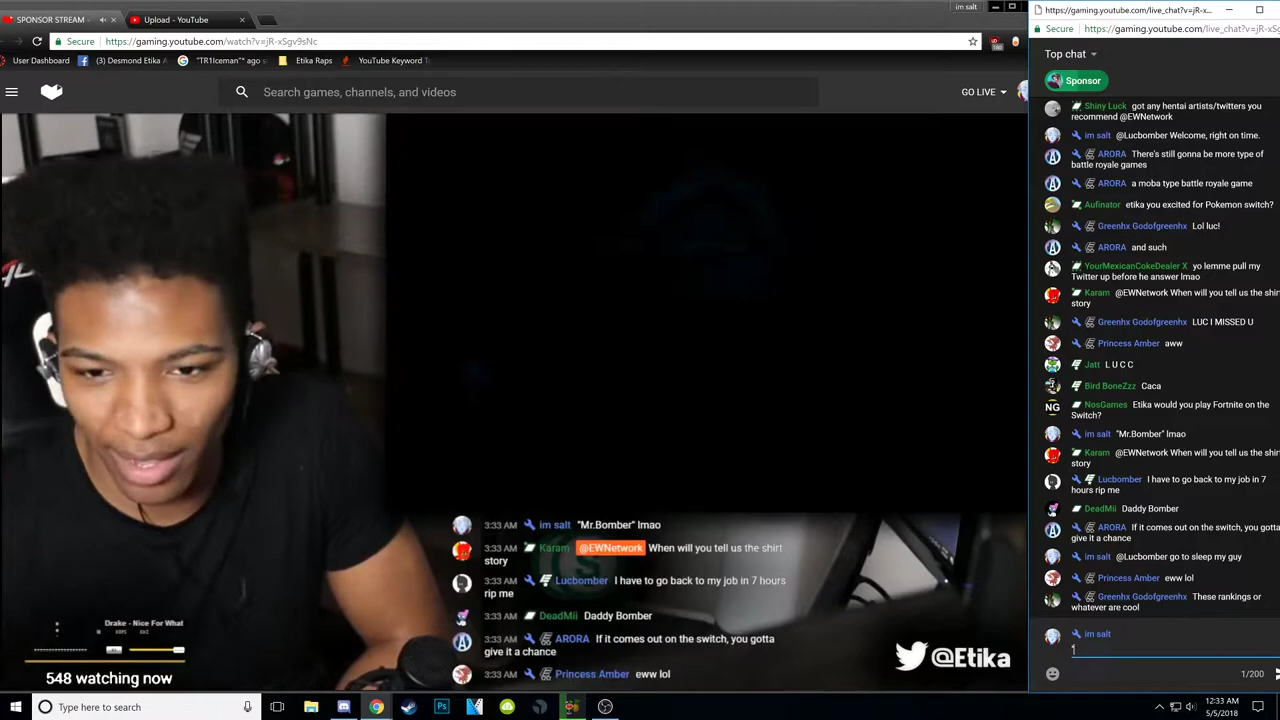 SPONSOR STREAM
Upload - YouTube
im salt
https://gaming.youtube.com/live_chat?v=jR-x...
Secure
https://gaming.youtube.com/watch?v=jR-xSgv9sNc
Secure
https://gaming.youtube.com/live_chat?v=jR-xSg
User Dashboard
(3) Desmond Etika A
"TR1Iceman"* ago s
Etika Raps
YouTube Keyword T
Top chat
Sponsor
Search games, channels, and videos
GO LIVE
Shiny Luck got any hentai artists/twitters you
recommend @EWNetwork
im salt @Lucbomber Welcome, right on time.
ARORA There's still gonna be more type of
battle royale games
ARORA a moba type battle royale game
Aufinator etika you excited for Pokemon switch?
Greenhx Godofgreenhx Lol luc!
ARORA and such
YourMexicanCokeDealer X yo lemme pull my
Twitter up before he answer lmao
Karam @EWNetwork When will you tell us the shirt
story
Greenhx Godofgreenhx LUC I MISSED U
Princess Amber aww
Jatt L U C C
Bird BoneZzz Caca
NG
NosGames Etika would you play Fortnite on the
Switch?
im salt "Mr.Bomber" lmao
Karam @EWNetwork When will you tell us the shirt
story
Lucbomber I have to go back to my job in 7
hours rip me
DeadMii Daddy Bomber
ARORA If it comes out on the switch, you gotta
give it a chance
im salt @Lucbomber go to sleep my guy
Princess Amber eww lol
Greenhx Godofgreenhx These rankings or
whatever are cool
im salt
1/200
3:33 AM im salt "Mr.Bomber" lmao
3:33 AM Karam @EWNetwork When will you tell us the shirt
story
3:33 AM Lucbomber I have to go back to my job in 7 hours
rip me
3:33 AM DeadMii Daddy Bomber
3:33 AM ARORA If it comes out on the switch, you gotta
give it a chance
3:33 AM Princess Amber eww lol
Drake - Nice For What
548 watching now
@Etika
Type here to search
12:33 AM
5/5/2018